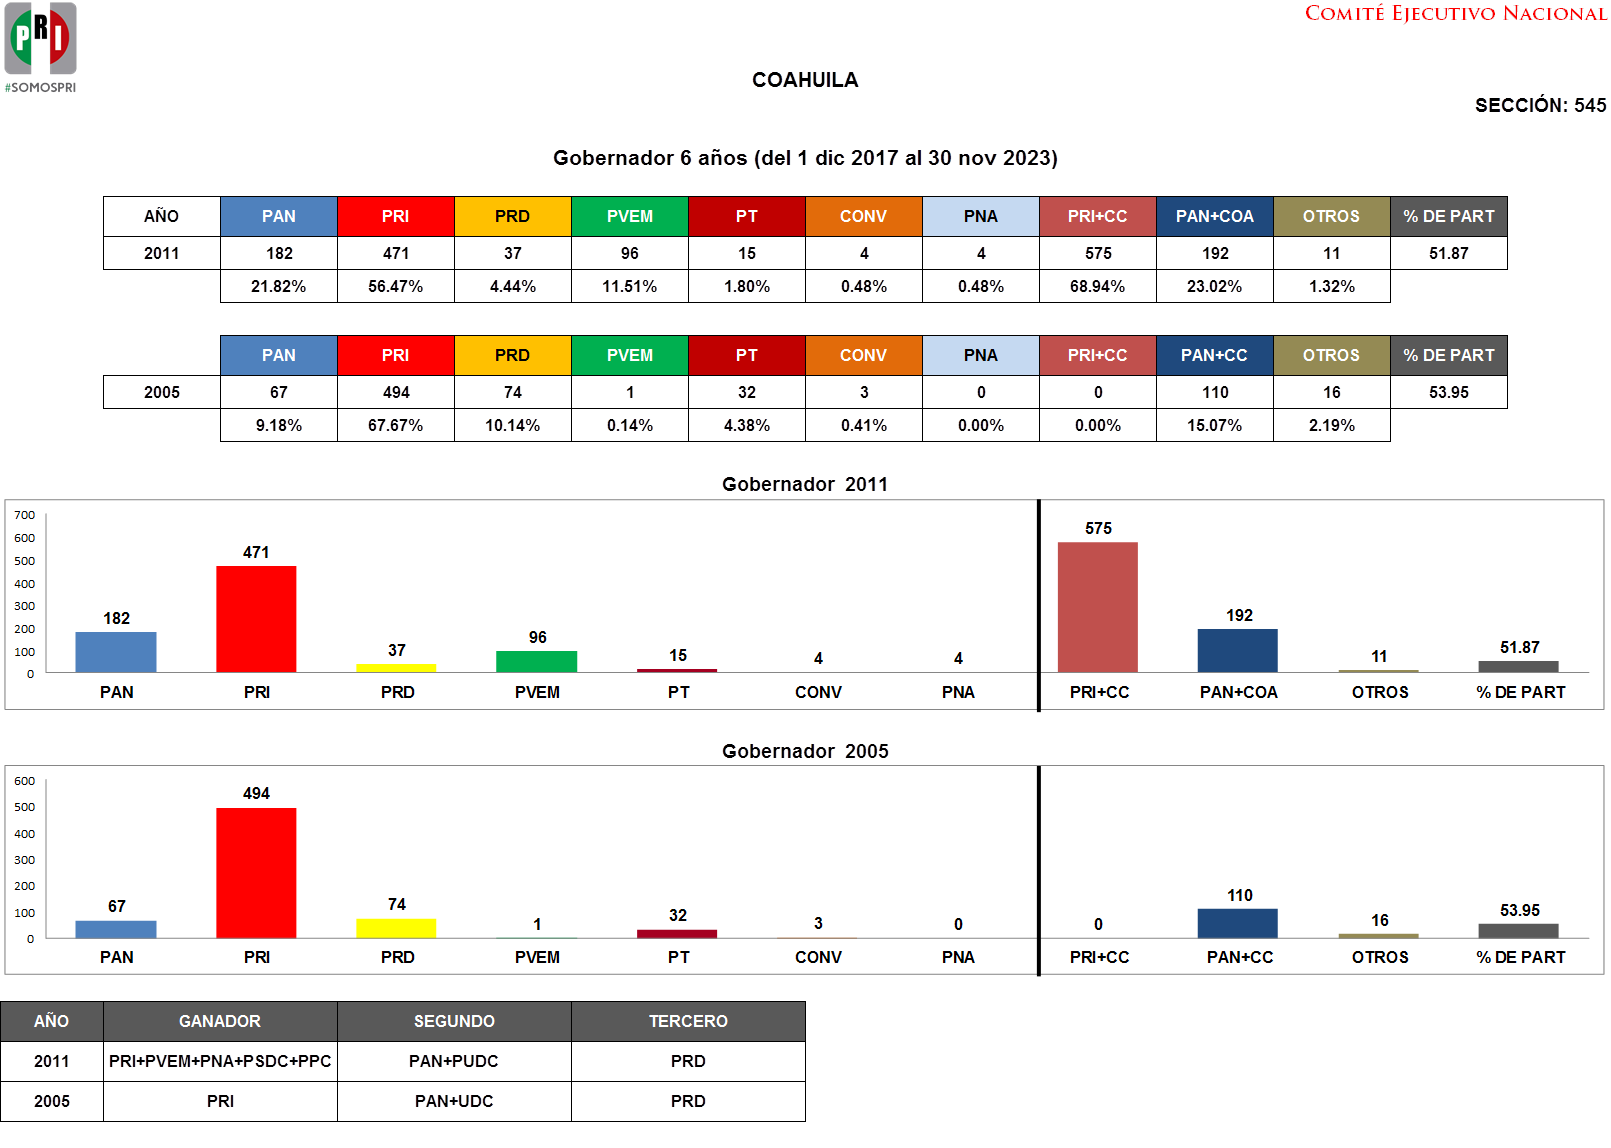 PRI
#SOMOSPRI
COMITÉ EJECUTIVO NACIONAL
COAHUILA
SECCIÓN: 545
Gobernador 6 años (del 1 dic 2017 al 30 nov 2023)
AÑO PAN PRI PRD PVEM PT CONV PNA PRI+CC PAN+COA OTROS % DE PART
2011 182 471 37 96 15 4 4 575 192 11 51.87
21.82% 56.47% 4.44% 11.51% 1.80% 0.48% 0.48% 68.94% 23.02% 1.32%
PAN PRI PRD PVEM PT CONV PNA PRI+CC PAN+CC OTROS % DE PART
2005 67 494 74 1 32 3 0 0 110 16 53.95
9.18% 67.67% 10.14% 0.14% 4.38% 0.41% 0.00% 0.00% 15.07% 2.19%
Gobernador 2011
700
600
500
400
300
200
100
0
182 471 37 96 15 4 4 575 192 11 51.87
PAN PRI PRD PVEM PT CONV PNA PRI+CC PAN+COA OTROS % DE PART
Gobernador 2005
600
500
400
300
200
100
0
67 494 74 1 32 3 0 0 110 16 53.95
PAN PRI PRD PVEM PT CONV PNA PRI+CC PAN+CC OTROS % DE PART
AÑO GANADOR SEGUNDO TERCERO
2011 PRI+PVEM+PNA+PSDC+PPC PAN+PUDC PRD
2005 PRI PAN+UDC PRD